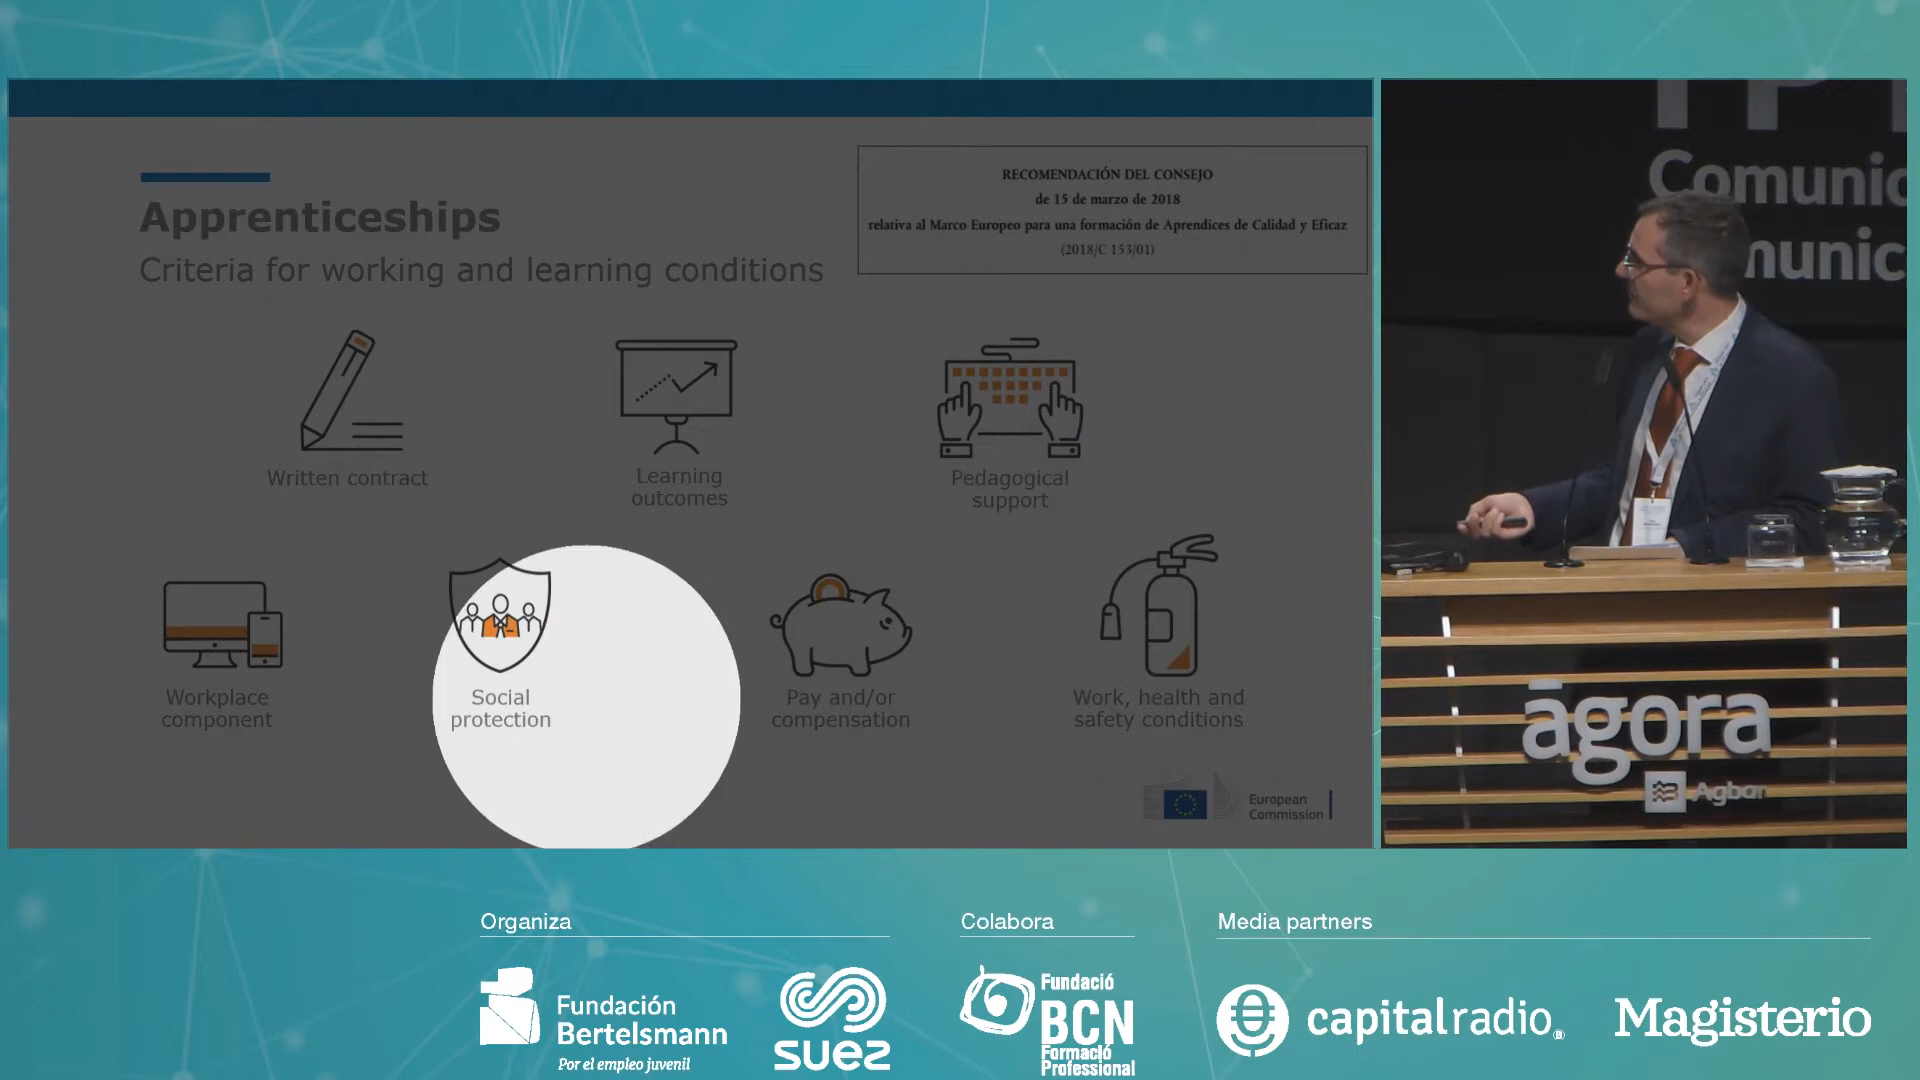 Apprenticeships
Criteria for working and learning conditions
RECOMENDACIÓN DEL CONSEJO
de 15 de marzo de 2018
relativa al Marco Europeo para una formación de Aprendices de Calidad y Eficaz
(2018/C 153/01)
Written contract
Learning
outcomes
Pedagogical
support
Workplace
component
Social
protection
Pay and/or
compensation
Work, health and
safety conditions
European
Commission
Comunic
munic
āgora
Agbar
Organiza
Fundación
Bertelsmann
Por el empleo juvenil
suez
Colabora
Fundació
BCN
Formació
Professional
Media partners
capitalradio
Magisterio